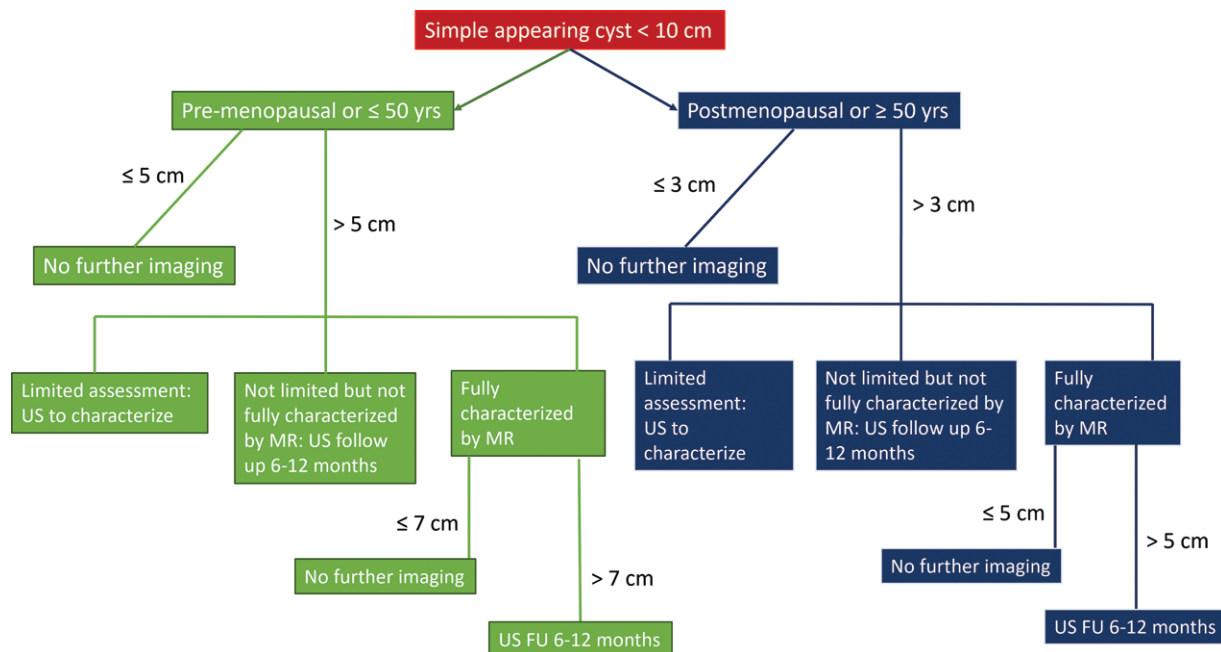 Simple appearing cyst < 10 cm
Pre-menopausal or ≤ 50 yrs
Postmenopausal or ≥ 50 yrs
≤ 5 cm
> 5 cm
≤ 3 cm
> 3 cm
No further imaging
No further imaging
Limited assessment:
US to characterize
Not limited but not
fully characterized
by MR: US follow
up 6-12 months
Fully
characterized
by MR
Limited
assessment:
US to
characterize
Not limited but not
fully characterized by
MR: US follow up 6-
12 months
Fully
characterized
by MR
≤ 7 cm
> 7 cm
No further imaging
US FU 6-12 months
≤ 5 cm
> 5 cm
No further imaging
US FU 6-12 months